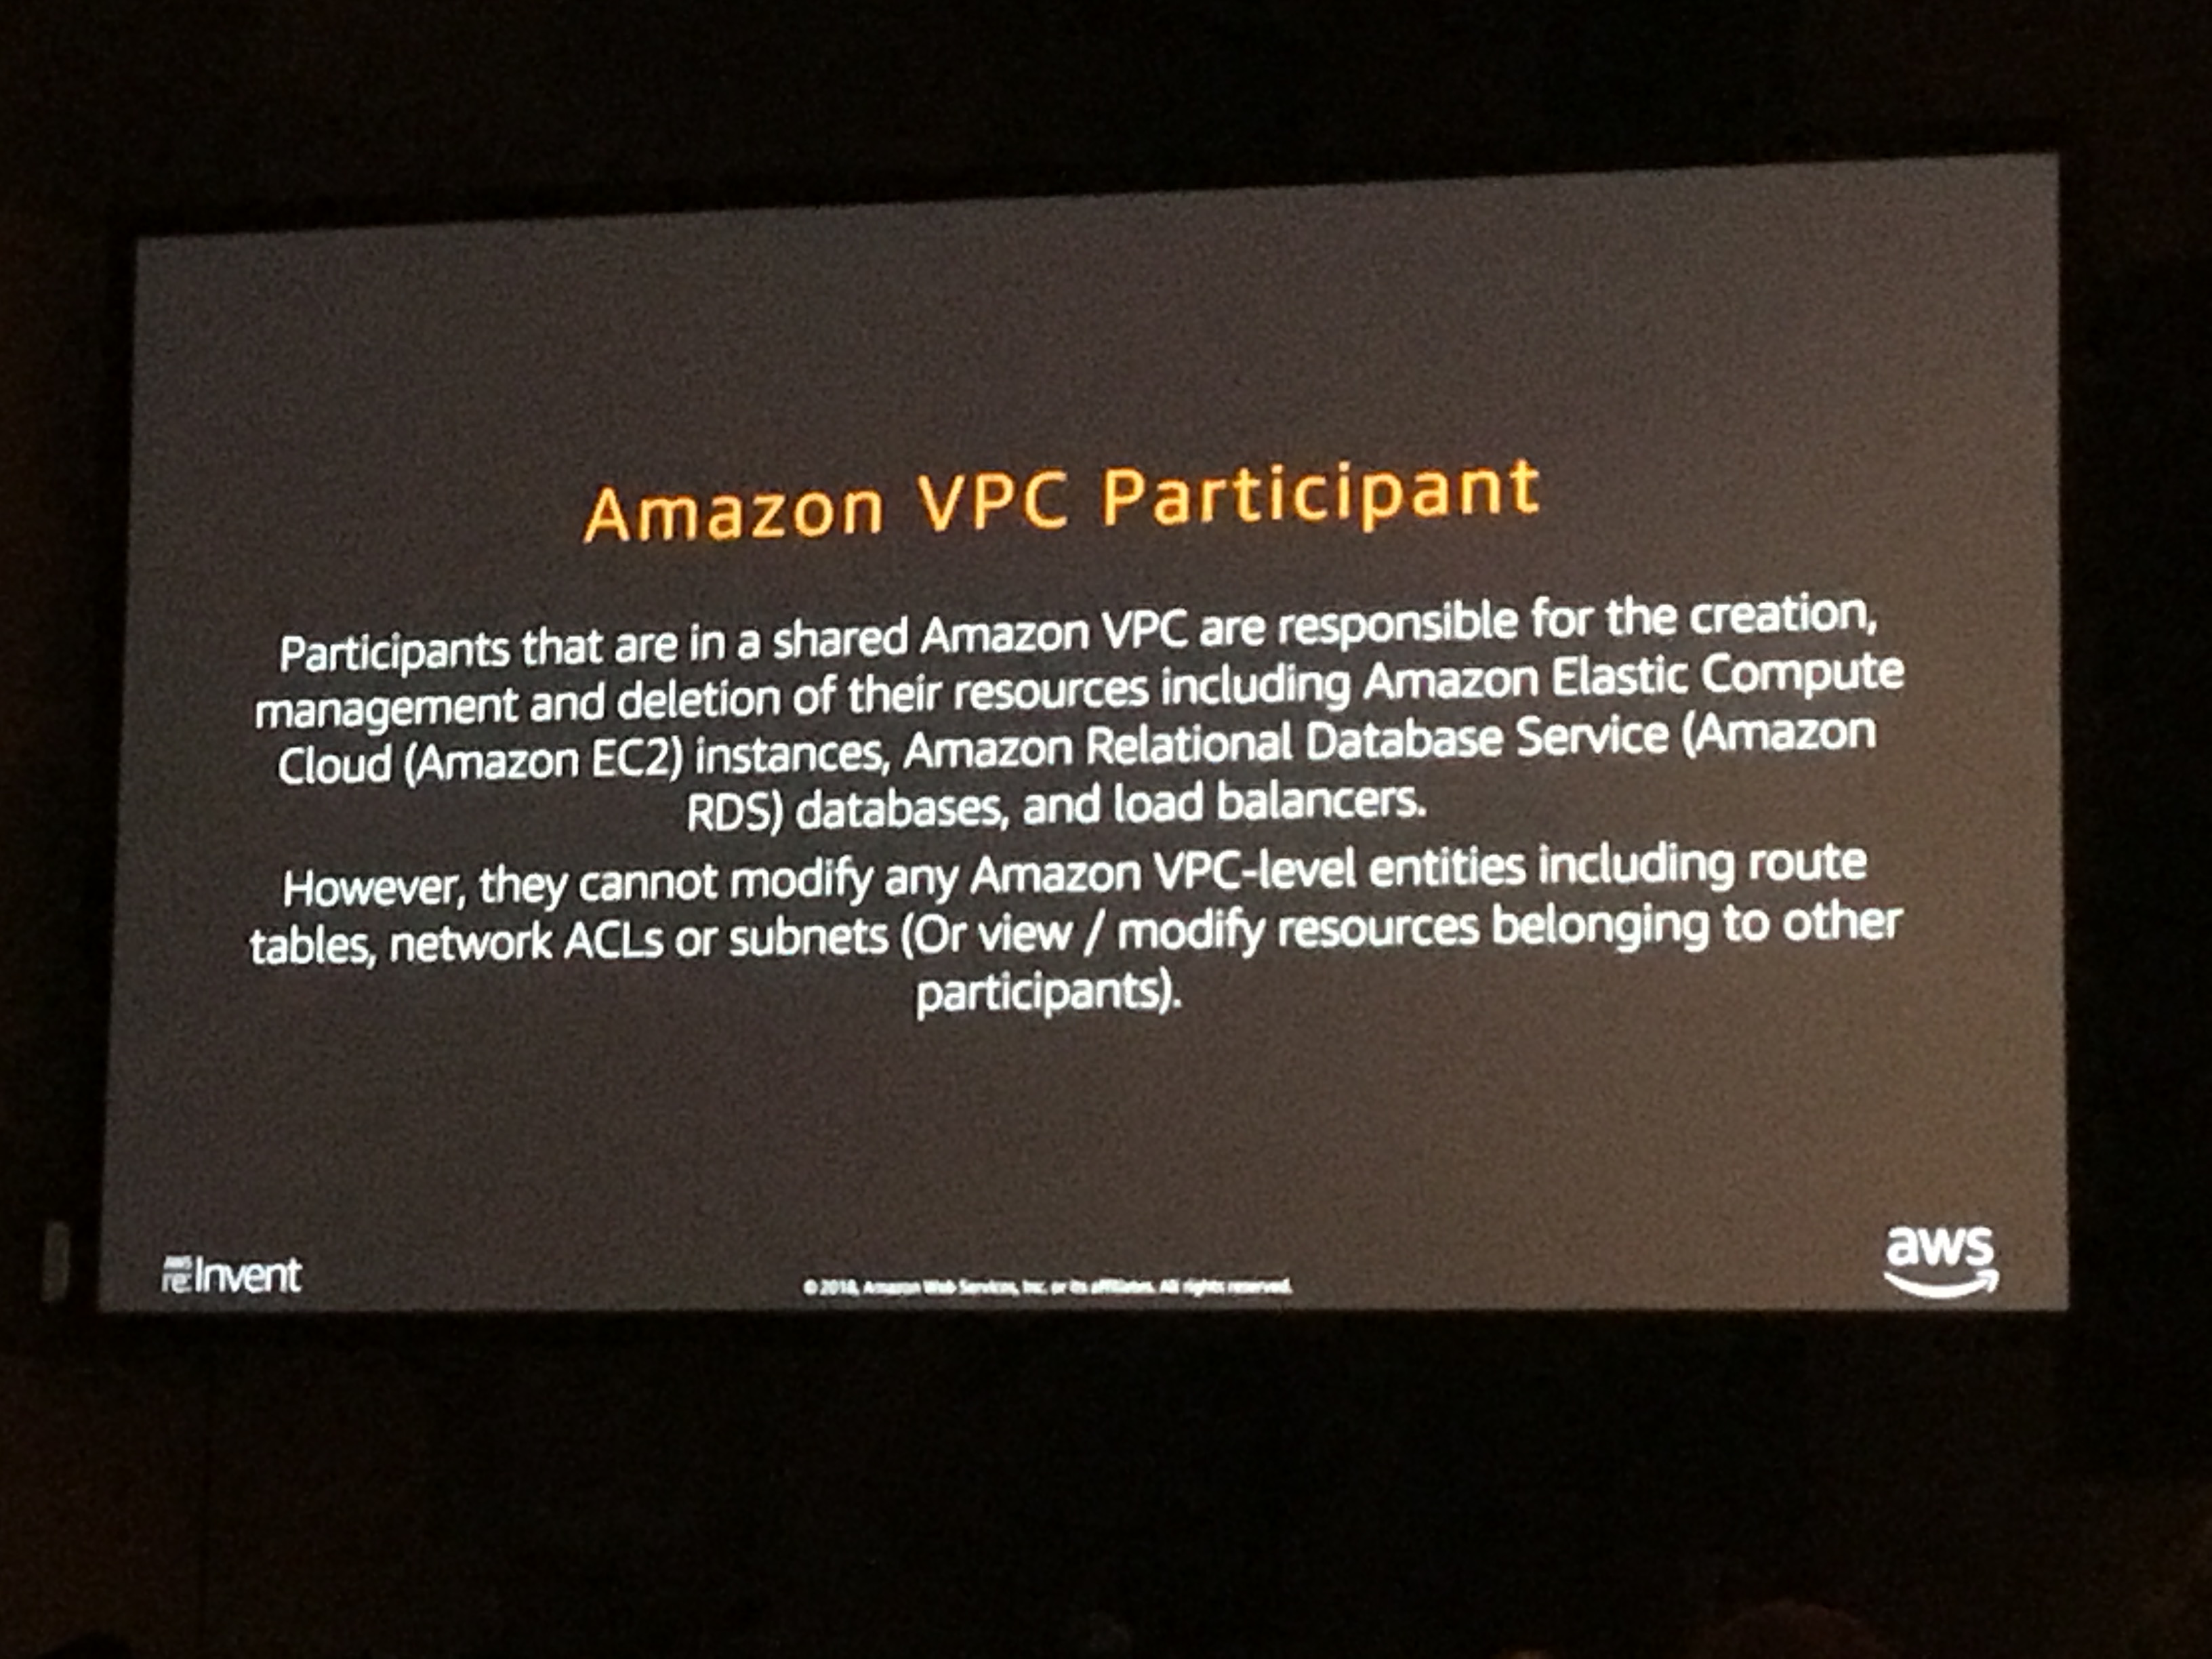 Amazon VPC Participant
Participants that are in a shared Amazon VPC are responsible for the creation,
management and deletion of their resources including Amazon Elastic Compute
Cloud (Amazon EC2) instances, Amazon Relational Database Service (Amazon
RDS) databases, and load balancers.
However, they cannot modify any Amazon VPC-level entities including route
tables, network ACLs or subnets (Or view / modify resources belonging to other
participants).
aws
re:Invent
© 2018, Amazon Web Services, Inc. or its affiliates. All rights reserved.
aws